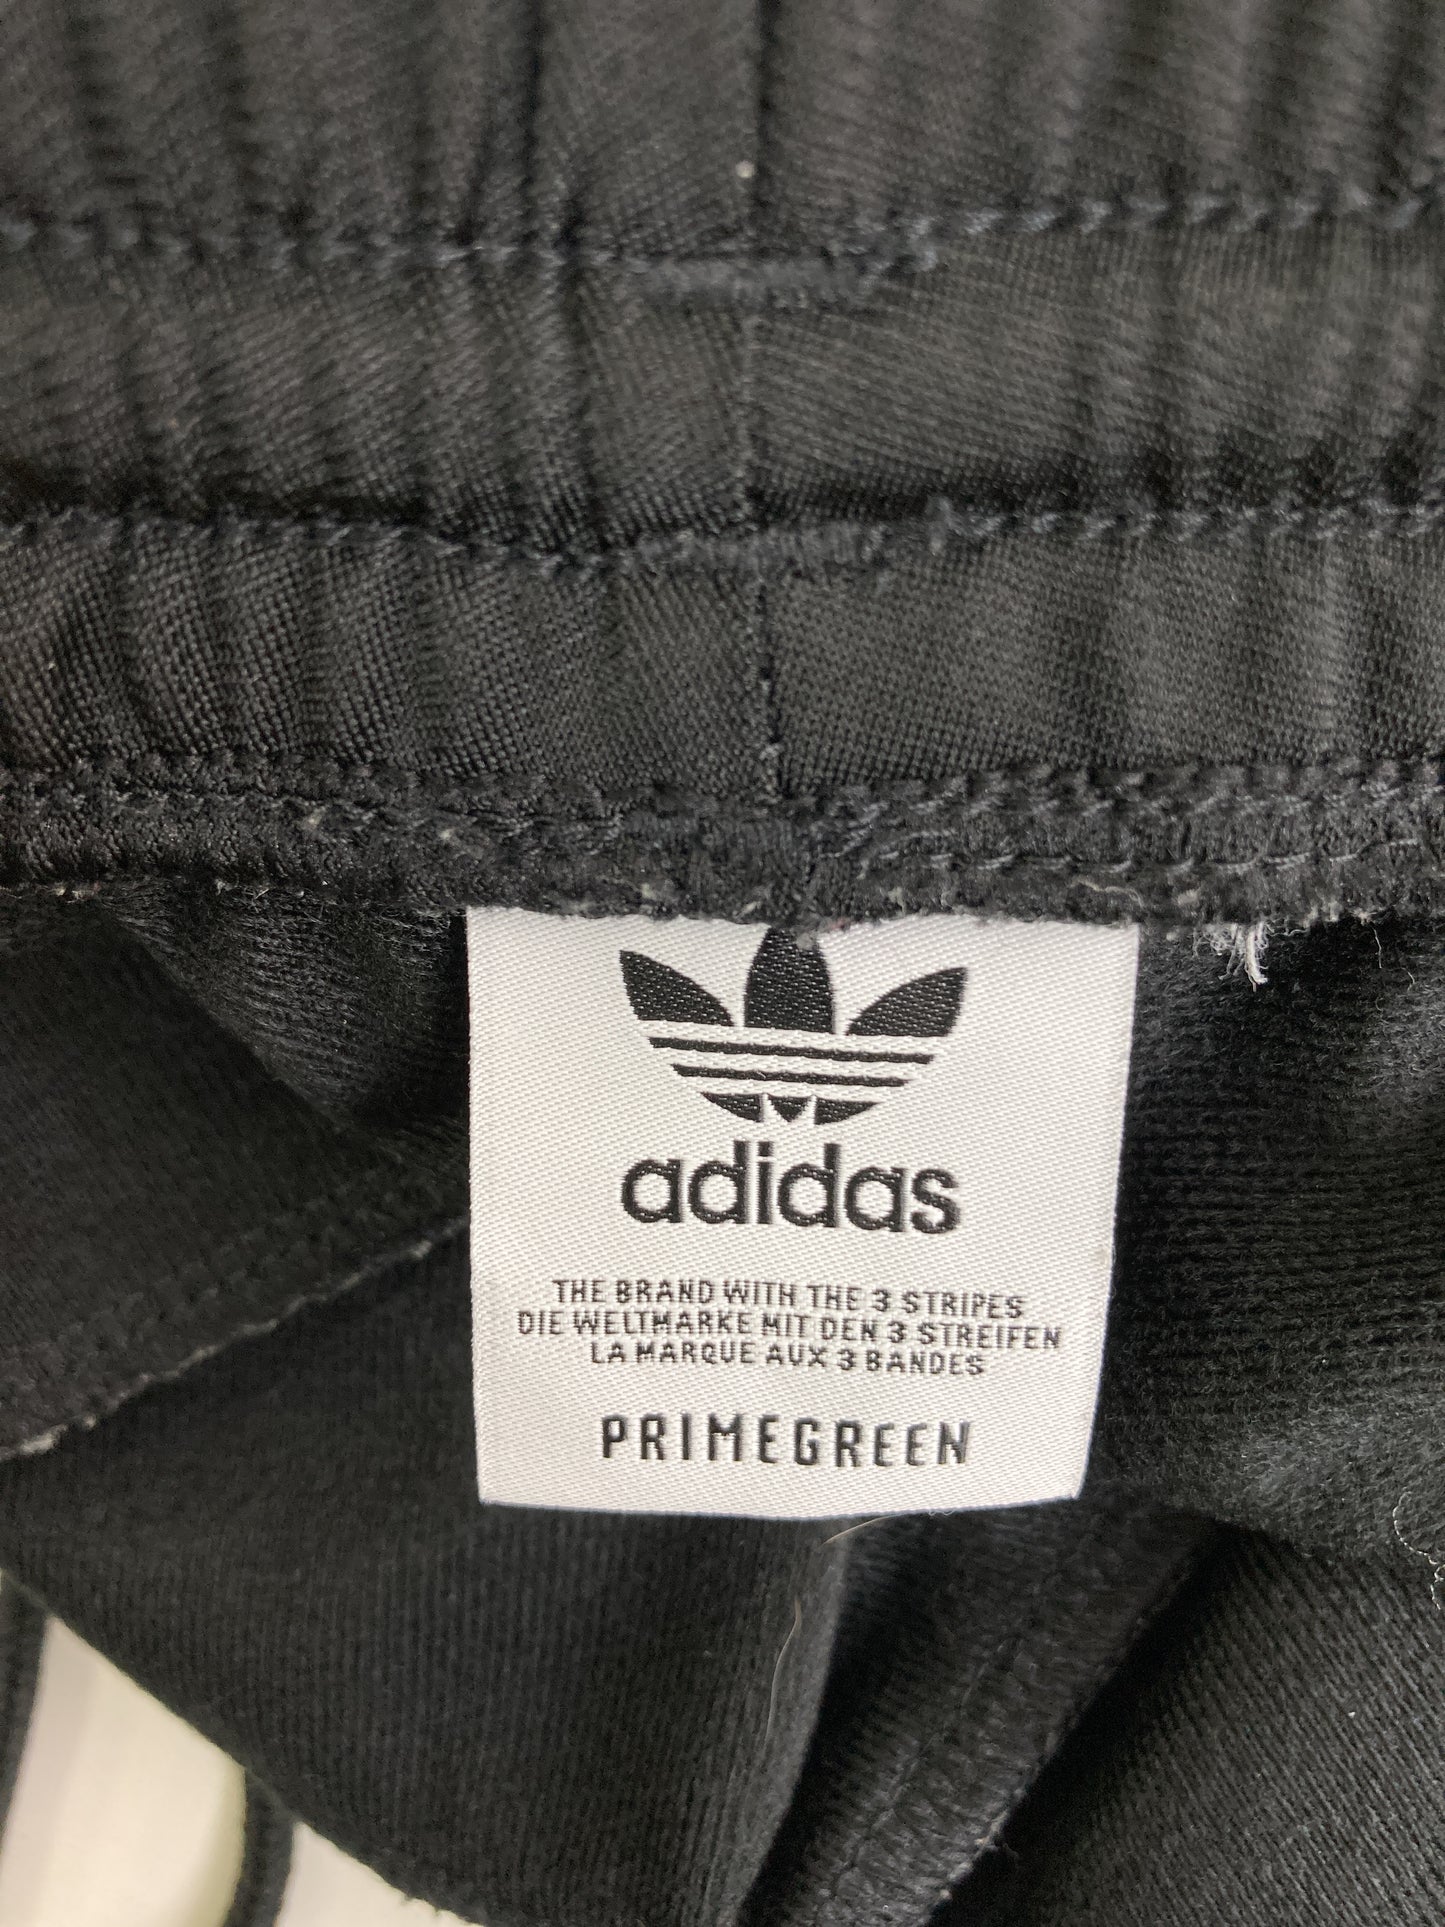 adidas
THE BRAND WITH THE 3 STRIPES
DIE WELTMARKE MIT DEN 3 STREIFEN
LA MARQUE AUX 3 BANDES
PRIMEGREEN